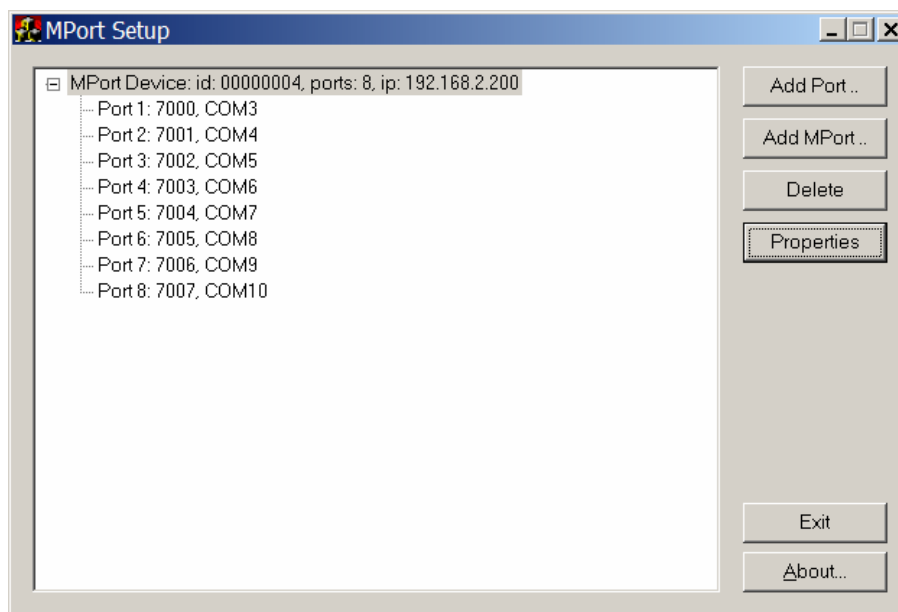 MPort Setup
MPort Device: id: 00000004, ports: 8, ip: 192.168.2.200
Port 1: 7000, COM3
Port 2: 7001, COM4
Port 3: 7002, COM5
Port 4: 7003, COM6
Port 5: 7004, COM7
Port 6: 7005, COM8
Port 7: 7006, COM9
Port 8: 7007, COM10
Add Port ..
Add MPort ..
Delete
Properties
Exit
About...